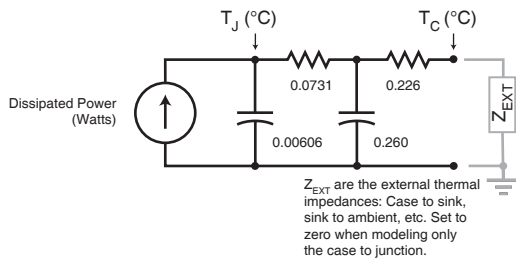 T_J (°C)
T_C (°C)
0.0731
0.226
Dissipated Power
(Watts)
0.00606
0.260
Z_EXT
Z_EXT are the external thermal
impedances: Case to sink,
sink to ambient, etc. Set to
zero when modeling only
the case to junction.